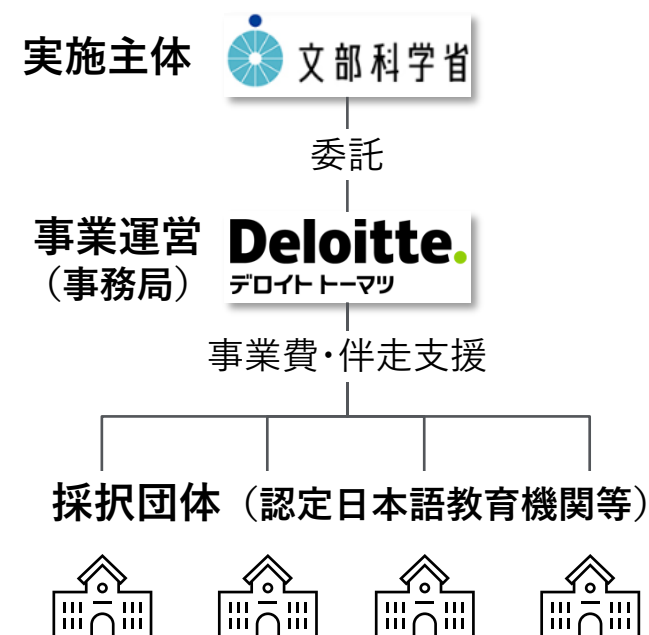 実施主体
文部科学省
委託
事業運営
（事務局）
Deloitte.
デロイト トーマツ
事業費・伴走支援
採択団体（認定日本語教育機関等）